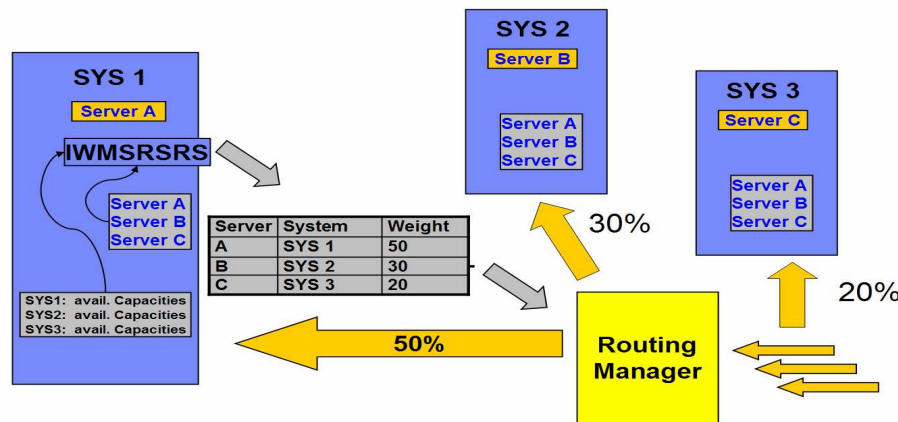 SYS 1
Server A
IWMSRSRS
Server A
Server B
Server C
SYS1: avail. Capacities
SYS2: avail. Capacities
SYS3: avail. Capacities
Server System Weight
A SYS 1 50
B SYS 2 30
C SYS 3 20
SYS 2
Server B
Server A
Server B
Server C
30%
SYS 3
Server C
Server A
Server B
Server C
20%
50%
Routing
Manager